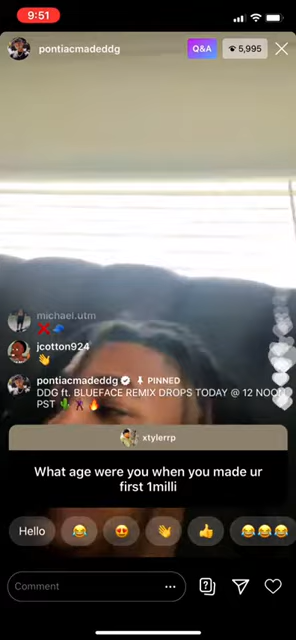 9:51
pontiacmadeddg
Q&A
5,995
michael.utm
❌🧢
jcotton924
👋
pontiacmadeddg PINNED
DDG ft. BLUEFACE REMIX DROPS TODAY @ 12 NOON
PST 🌵🕺🏾🔥
xtylerrp
What age were you when you made ur
first 1milli
Hello 😂 😍 👋 👍 😂😂😂
Comment